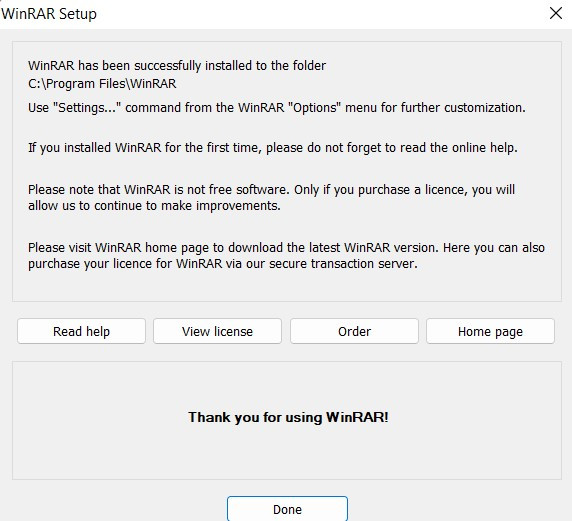 WinRAR Setup
WinRAR has been successfully installed to the folder
C:\Program Files\WinRAR
Use "Settings..." command from the WinRAR "Options" menu for further customization.
If you installed WinRAR for the first time, please do not forget to read the online help.
Please note that WinRAR is not free software. Only if you purchase a licence, you will
allow us to continue to make improvements.
Please visit WinRAR home page to download the latest WinRAR version. Here you can also
purchase your licence for WinRAR via our secure transaction server.
Read help
View license
Order
Home page
Thank you for using WinRAR!
Done